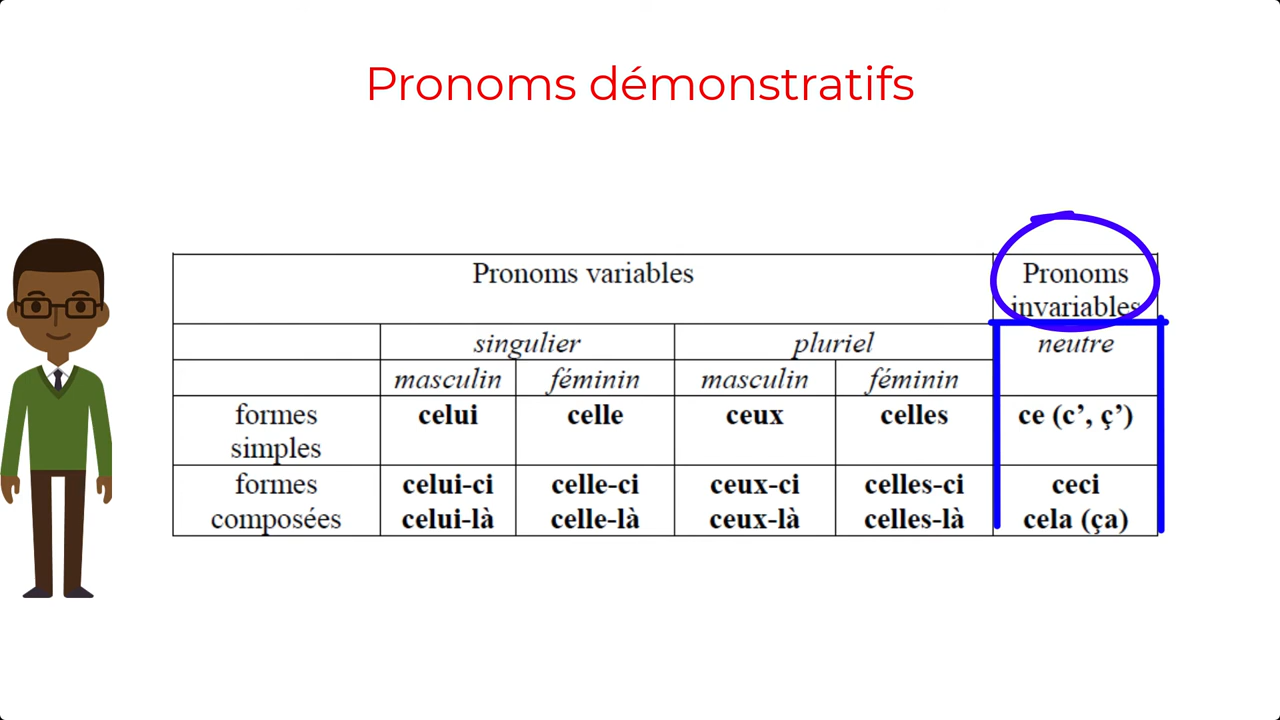 Pronoms démonstratifs
Pronoms variables Pronoms
invariables
singulier pluriel neutre
masculin féminin masculin féminin
formes celui celle ceux celles ce (c’, ç’)
simples
formes celui-ci celle-ci ceux-ci celles-ci ceci
composées celui-là celle-là ceux-là celles-là cela (ça)